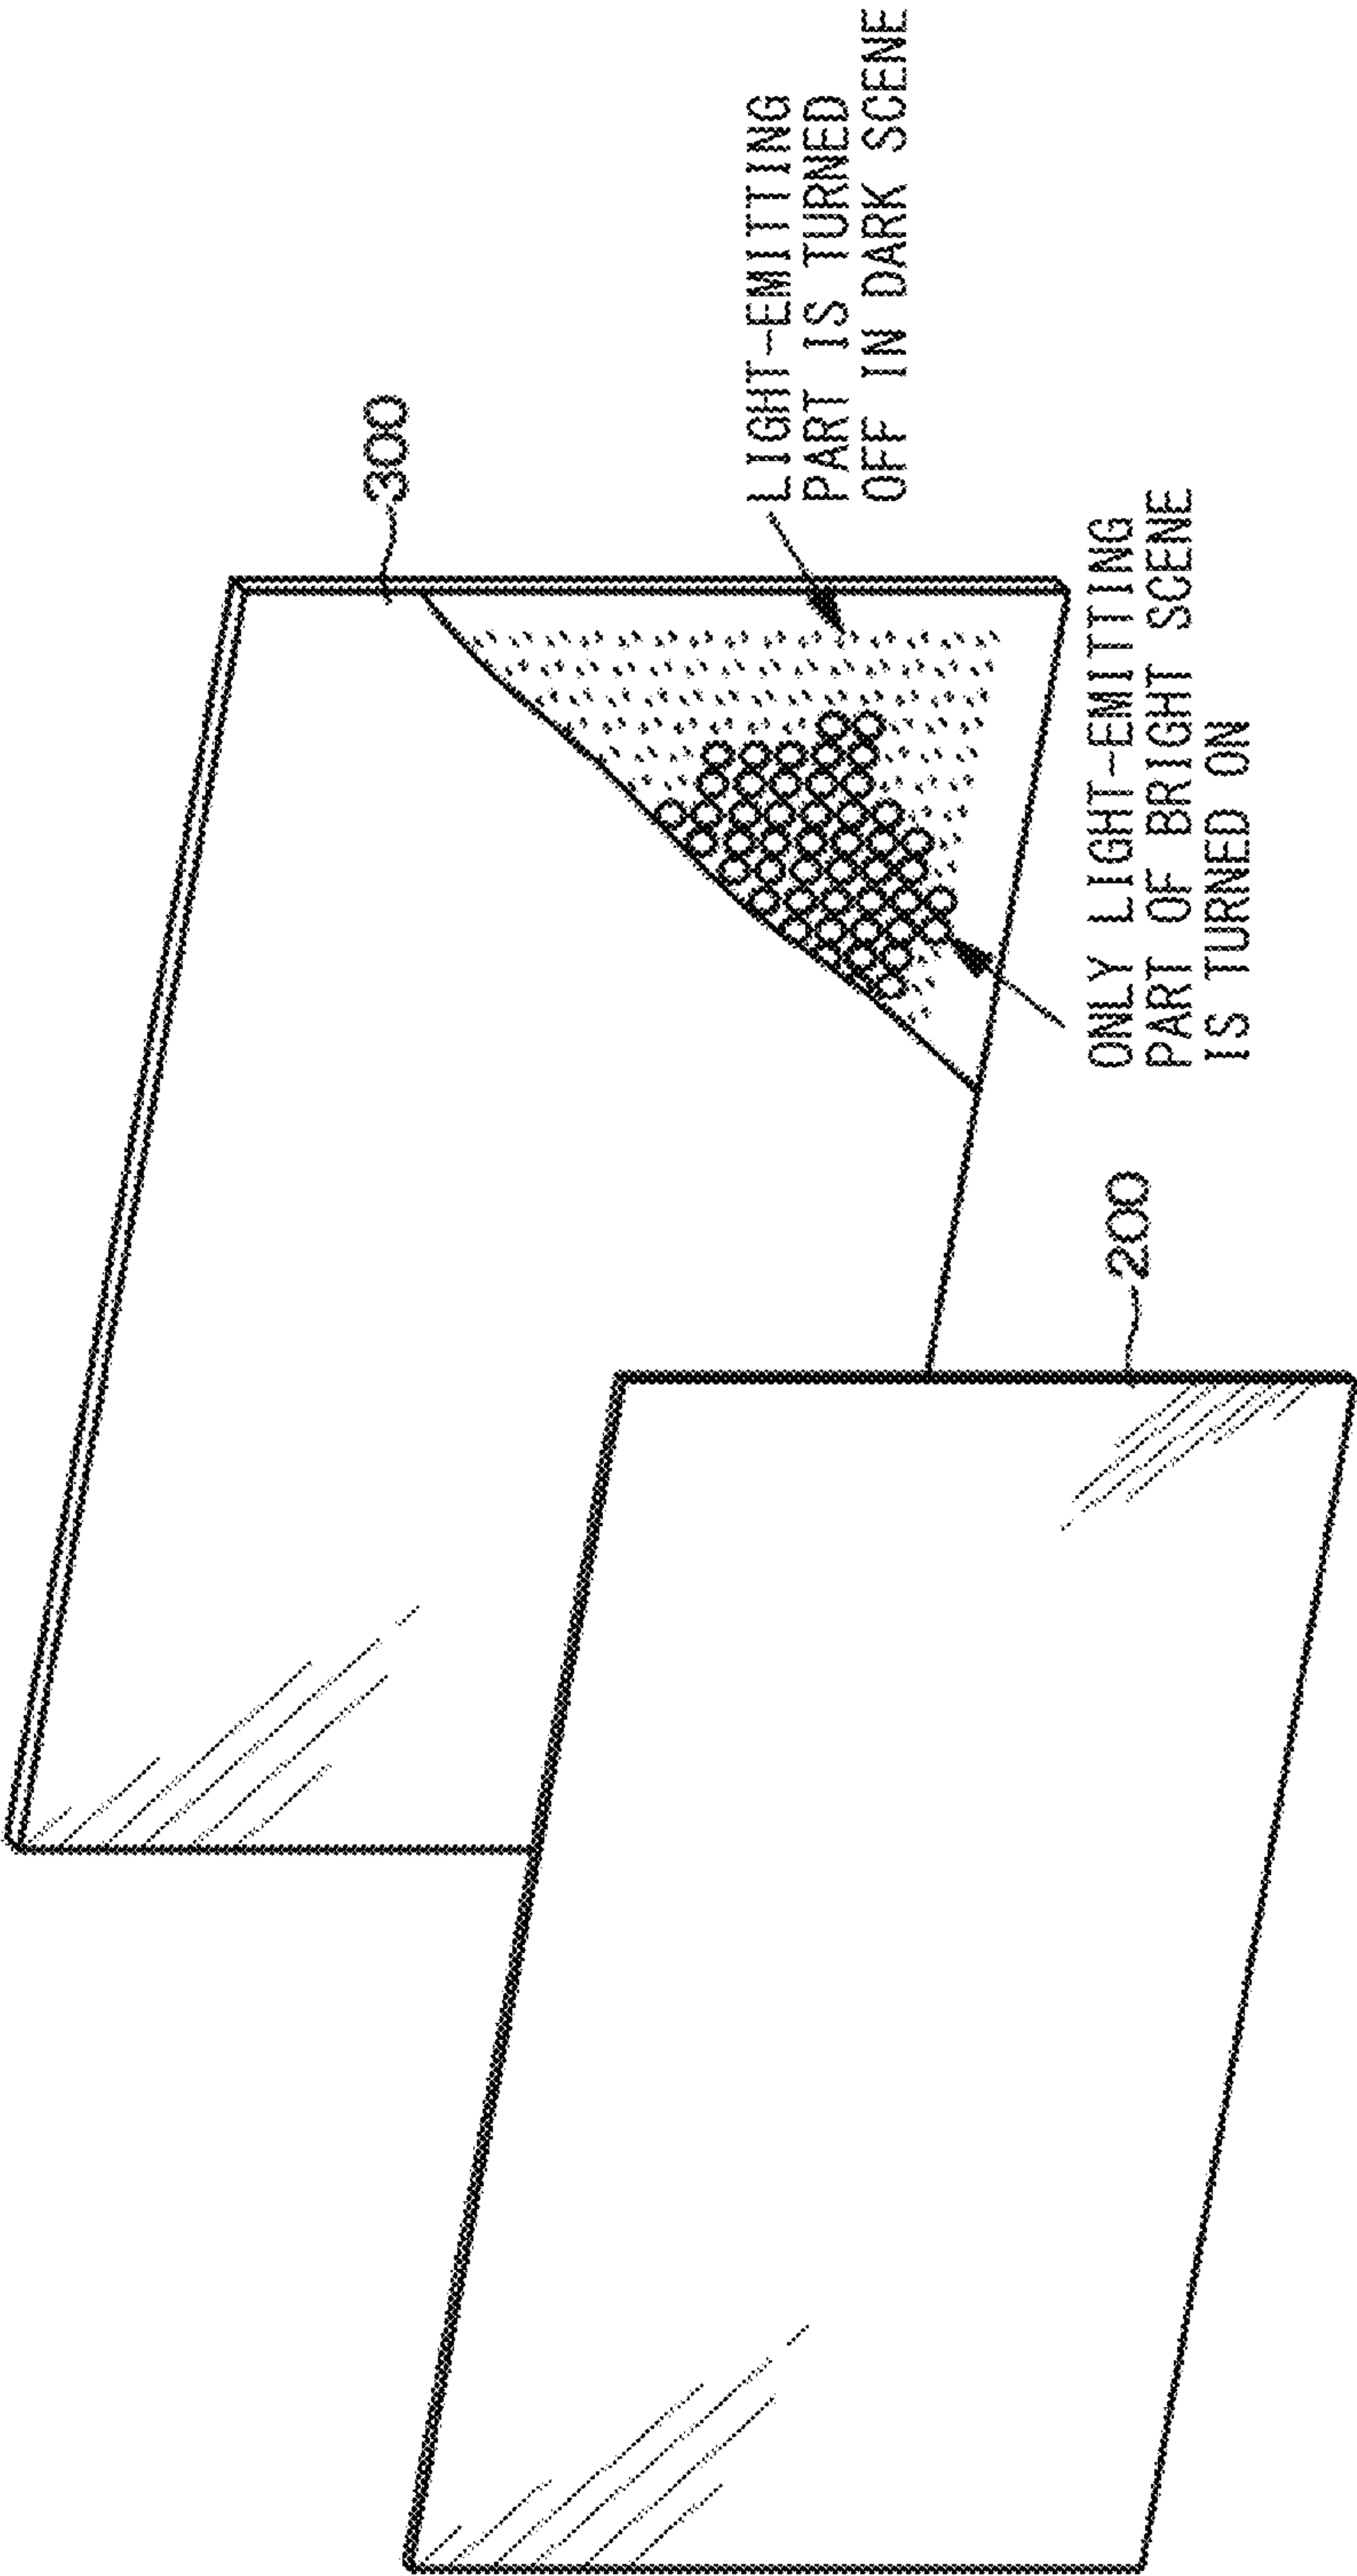 300
LIGHT-EMITTING
PART IS TURNED
OFF IN DARK SCENE
ONLY LIGHT-EMITTING
PART OF BRIGHT SCENE
IS TURNED ON
200